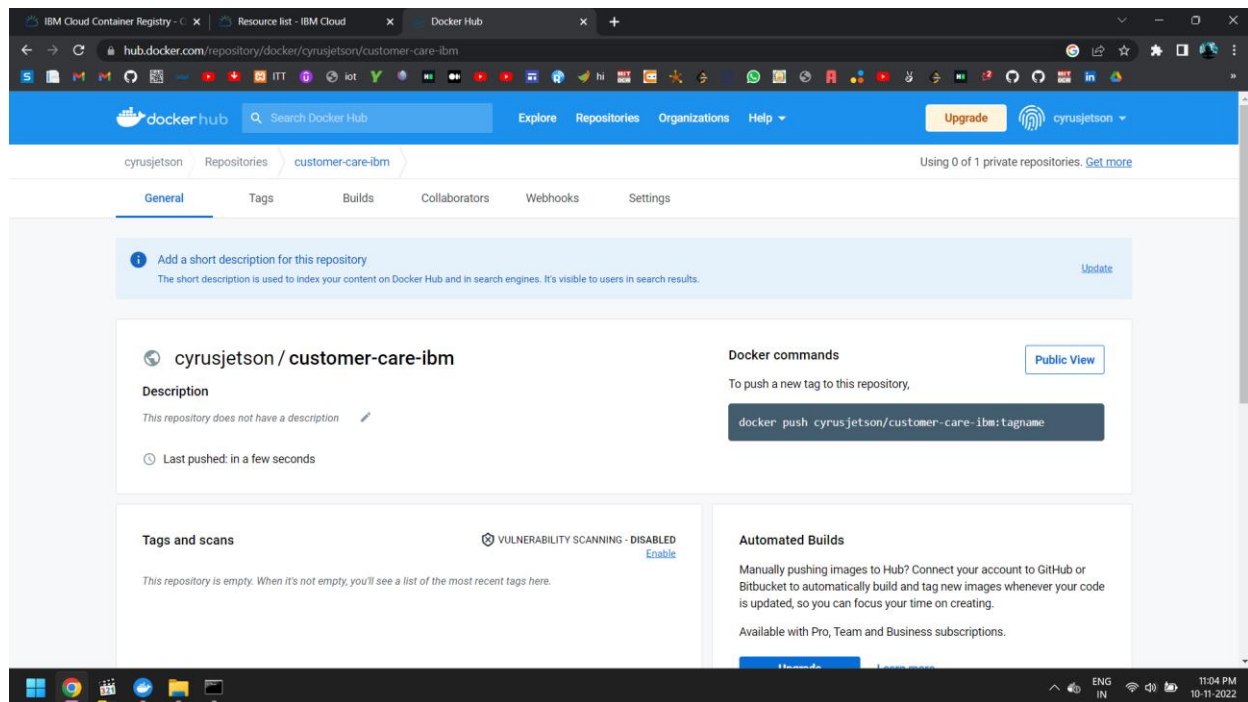 IBM Cloud Container Registry - C
Resource list - IBM Cloud
Docker Hub
hub.docker.com/repository/docker/cyrusjetson/customer-care-ibm
ITT
iot
hi
in
dockerhub
Search Docker Hub
Explore
Repositories
Organizations
Help
Upgrade
cyrusjetson
cyrusjetson
Repositories
customer-care-ibm
Using 0 of 1 private repositories. Get more
General
Tags
Builds
Collaborators
Webhooks
Settings
Add a short description for this repository
The short description is used to index your content on Docker Hub and in search engines. It's visible to users in search results.
Update
cyrusjetson / customer-care-ibm
Description
This repository does not have a description
Last pushed: in a few seconds
Docker commands
Public View
To push a new tag to this repository,
docker push cyrusjetson/customer-care-ibm:tagname
Tags and scans
VULNERABILITY SCANNING - DISABLED
Enable
This repository is empty. When it's not empty, you'll see a list of the most recent tags here.
Automated Builds
Manually pushing images to Hub? Connect your account to GitHub or
Bitbucket to automatically build and tag new images whenever your code
is updated, so you can focus your time on creating.
Available with Pro, Team and Business subscriptions.
Upgrade
Learn more
ENG
IN
11:04 PM
10-11-2022